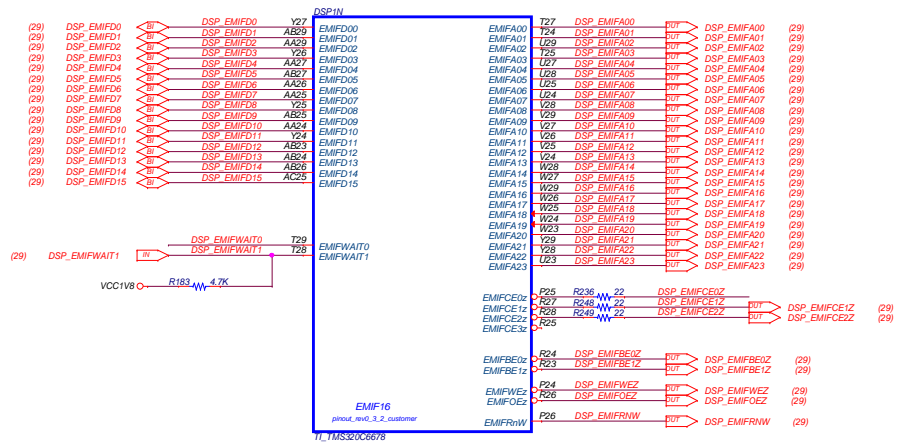 DSP1N
(29) DSP_EMIFD0 BI DSP_EMIFD0 Y27 EMIFD00 EMIFA00 T27 DSP_EMIFA00 OUT DSP_EMIFA00 (29)
(29) DSP_EMIFD1 BI DSP_EMIFD1 AB29 EMIFD01 EMIFA01 T24 DSP_EMIFA01 OUT DSP_EMIFA01 (29)
(29) DSP_EMIFD2 BI DSP_EMIFD2 AA29 EMIFD02 EMIFA02 U29 DSP_EMIFA02 OUT DSP_EMIFA02 (29)
(29) DSP_EMIFD3 BI DSP_EMIFD3 Y26 EMIFD03 EMIFA03 T25 DSP_EMIFA03 OUT DSP_EMIFA03 (29)
(29) DSP_EMIFD4 BI DSP_EMIFD4 AA27 EMIFD04 EMIFA04 U27 DSP_EMIFA04 OUT DSP_EMIFA04 (29)
(29) DSP_EMIFD5 BI DSP_EMIFD5 AB27 EMIFD05 EMIFA05 U28 DSP_EMIFA05 OUT DSP_EMIFA05 (29)
(29) DSP_EMIFD6 BI DSP_EMIFD6 AA26 EMIFD06 EMIFA06 U25 DSP_EMIFA06 OUT DSP_EMIFA06 (29)
(29) DSP_EMIFD7 BI DSP_EMIFD7 AA25 EMIFD07 EMIFA07 U24 DSP_EMIFA07 OUT DSP_EMIFA07 (29)
(29) DSP_EMIFD8 BI DSP_EMIFD8 Y25 EMIFD08 EMIFA08 V28 DSP_EMIFA08 OUT DSP_EMIFA08 (29)
(29) DSP_EMIFD9 BI DSP_EMIFD9 AB25 EMIFD09 EMIFA09 V29 DSP_EMIFA09 OUT DSP_EMIFA09 (29)
(29) DSP_EMIFD10 BI DSP_EMIFD10 AA24 EMIFD10 EMIFA10 V27 DSP_EMIFA10 OUT DSP_EMIFA10 (29)
(29) DSP_EMIFD11 BI DSP_EMIFD11 Y24 EMIFD11 EMIFA11 V26 DSP_EMIFA11 OUT DSP_EMIFA11 (29)
(29) DSP_EMIFD12 BI DSP_EMIFD12 AB23 EMIFD12 EMIFA12 V25 DSP_EMIFA12 OUT DSP_EMIFA12 (29)
(29) DSP_EMIFD13 BI DSP_EMIFD13 AB24 EMIFD13 EMIFA13 V24 DSP_EMIFA13 OUT DSP_EMIFA13 (29)
(29) DSP_EMIFD14 BI DSP_EMIFD14 AB26 EMIFD14 EMIFA14 W28 DSP_EMIFA14 OUT DSP_EMIFA14 (29)
(29) DSP_EMIFD15 BI DSP_EMIFD15 AC25 EMIFD15 EMIFA15 W27 DSP_EMIFA15 OUT DSP_EMIFA15 (29)
EMIFA16 W29 DSP_EMIFA16 OUT DSP_EMIFA16 (29)
EMIFA17 W26 DSP_EMIFA17 OUT DSP_EMIFA17 (29)
EMIFA18 W25 DSP_EMIFA18 OUT DSP_EMIFA18 (29)
EMIFA19 W24 DSP_EMIFA19 OUT DSP_EMIFA19 (29)
EMIFA20 W23 DSP_EMIFA20 OUT DSP_EMIFA20 (29)
DSP_EMIFWAIT0 T29 EMIFWAIT0 EMIFA21 Y29 DSP_EMIFA21 OUT DSP_EMIFA21 (29)
(29) DSP_EMIFWAIT1 IN DSP_EMIFWAIT1 T28 EMIFWAIT1 EMIFA22 Y28 DSP_EMIFA22 OUT DSP_EMIFA22 (29)
EMIFA23 U23 DSP_EMIFA23 OUT DSP_EMIFA23 (29)
VCC1V8 R183 4.7K
EMIFCE0z P25 R236 22 DSP_EMIFCE0Z
EMIFCE1z R27 R248 22 DSP_EMIFCE1Z OUT DSP_EMIFCE1Z (29)
EMIFCE2z R28 R249 22 DSP_EMIFCE2Z OUT DSP_EMIFCE2Z (29)
EMIFCE3z R25
EMIFBE0z R24 DSP_EMIFBE0Z OUT DSP_EMIFBE0Z (29)
EMIFBE1z R23 DSP_EMIFBE1Z OUT DSP_EMIFBE1Z (29)
EMIFWEz P24 DSP_EMIFWEZ OUT DSP_EMIFWEZ (29)
EMIFOEz R26 DSP_EMIFOEZ OUT DSP_EMIFOEZ (29)
EMIFRnW P26 DSP_EMIFRNW OUT DSP_EMIFRNW (29)
EMIF16
pinout_rev0_3_2_customer
TI_TMS320C6678